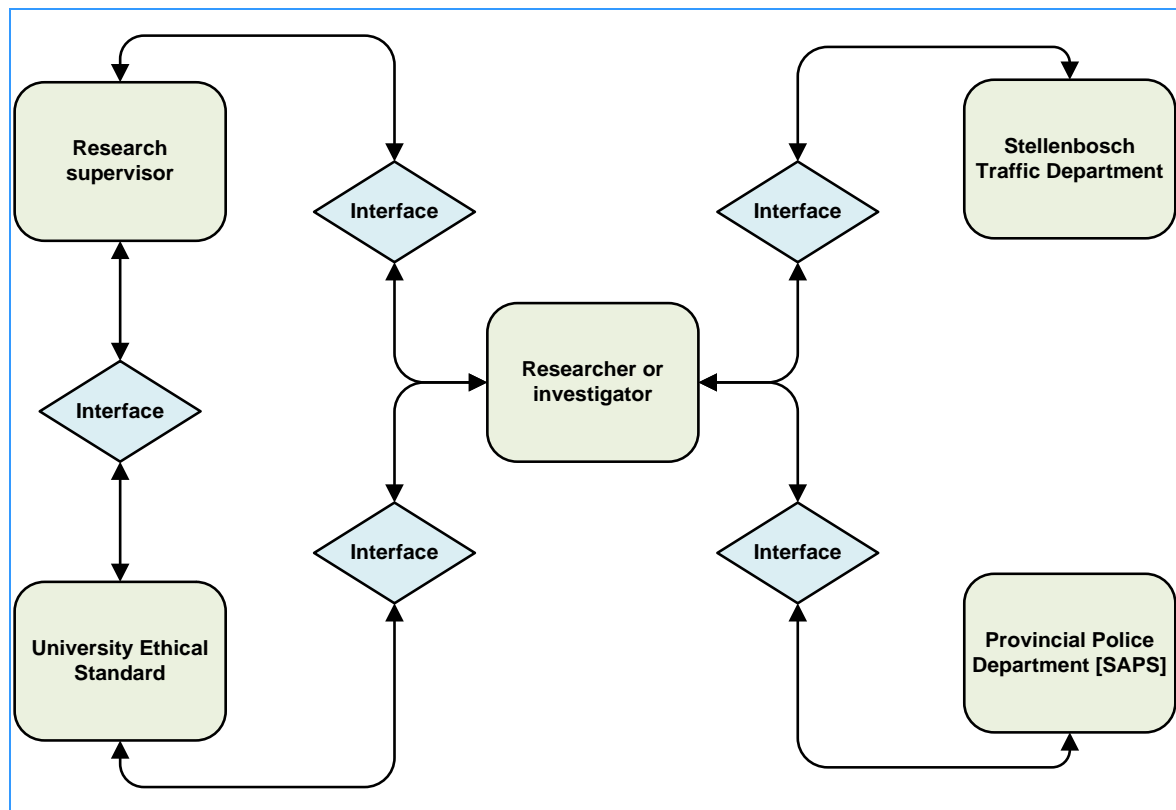 Research
supervisor
Stellenbosch
Traffic Department
Interface
Interface
Researcher or
investigator
Interface
Interface
Interface
University Ethical
Standard
Provincial Police
Department [SAPS]